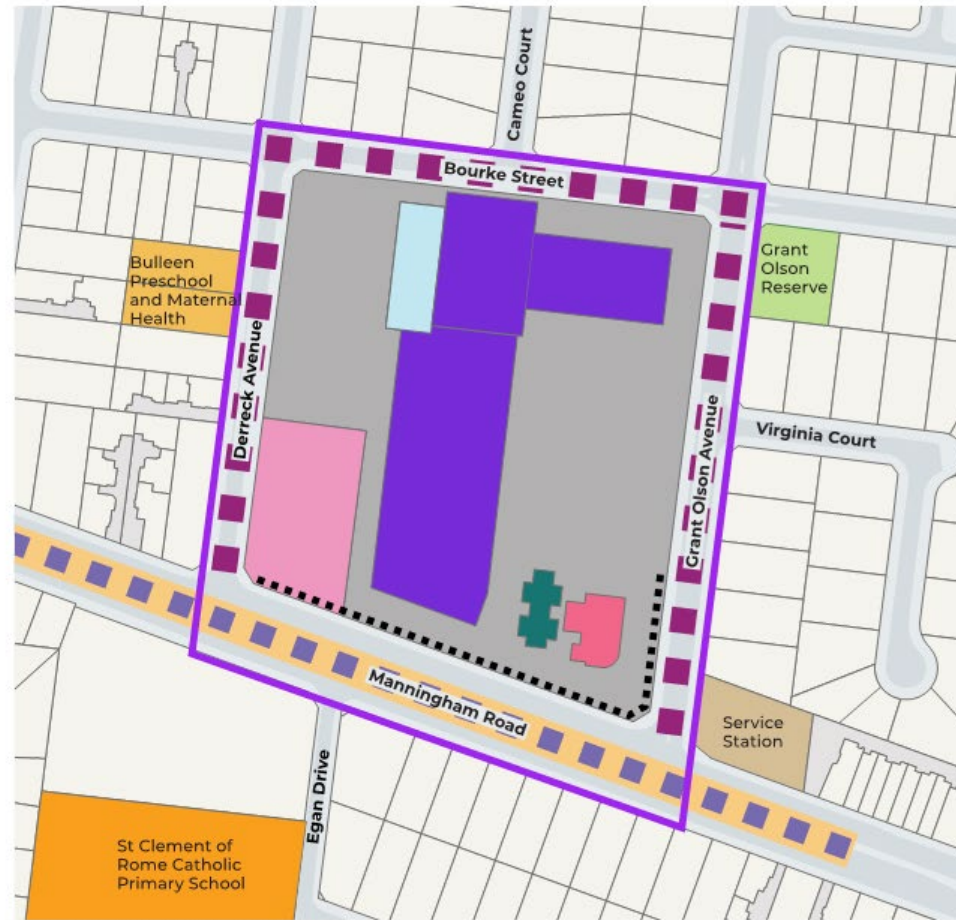 Cameo Court
Bourke Street
Grant
Olson
Reserve
Bulleen
Preschool
and Maternal
Health
Derreck Avenue
Grant Olson Avenue
Virginia Court
Manningham Road
Service
Station
Egan Drive
St Clement of
Rome Catholic
Primary School